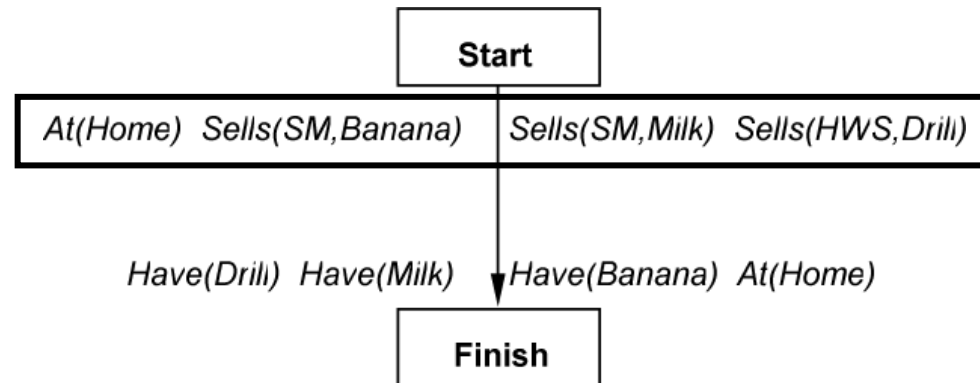 Start
At(Home) Sells(SM,Banana) Sells(SM,Milk) Sells(HWS,Drill)
Have(Drill) Have(Milk) Have(Banana) At(Home)
Finish